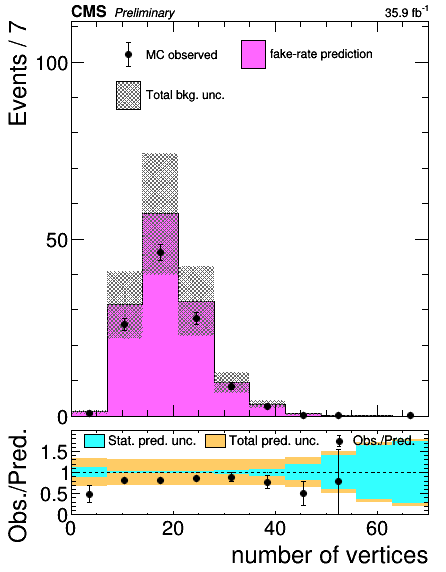 CMS Preliminary 35.9 fb-1
Events / 7
MC observed
fake-rate prediction
Total bkg. unc.
100
50
0
Obs./Pred.
Stat. pred. unc.
Total pred. unc.
Obs./Pred.
1.5
1
0.5
0
0 20 40 60
number of vertices